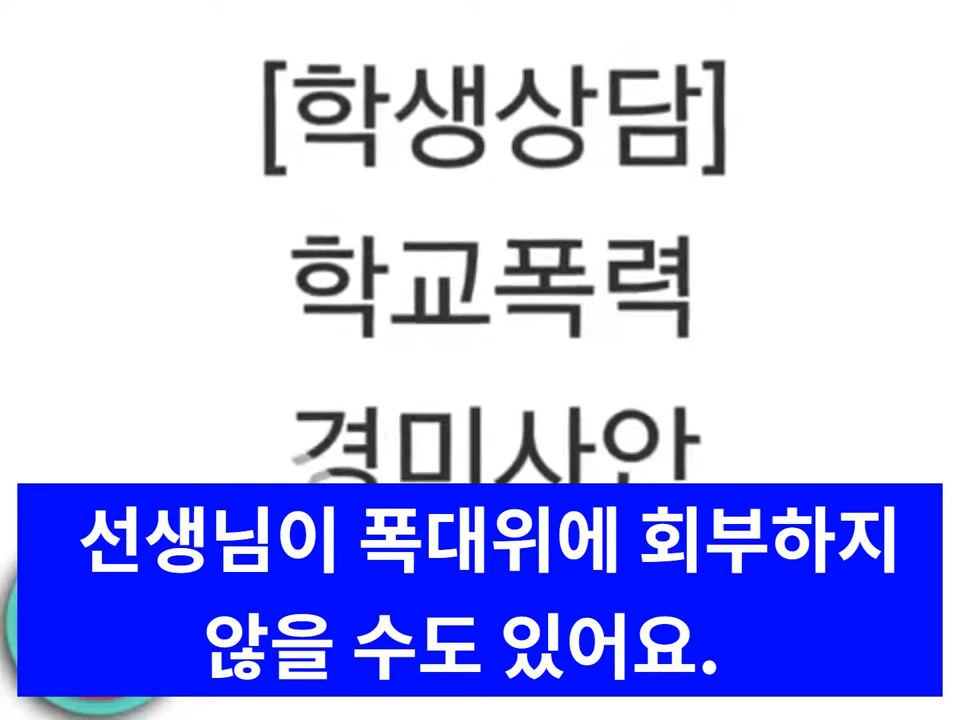 [학생상담]
학교폭력
경미사안
선생님이 폭대위에 회부하지
않을 수도 있어요.